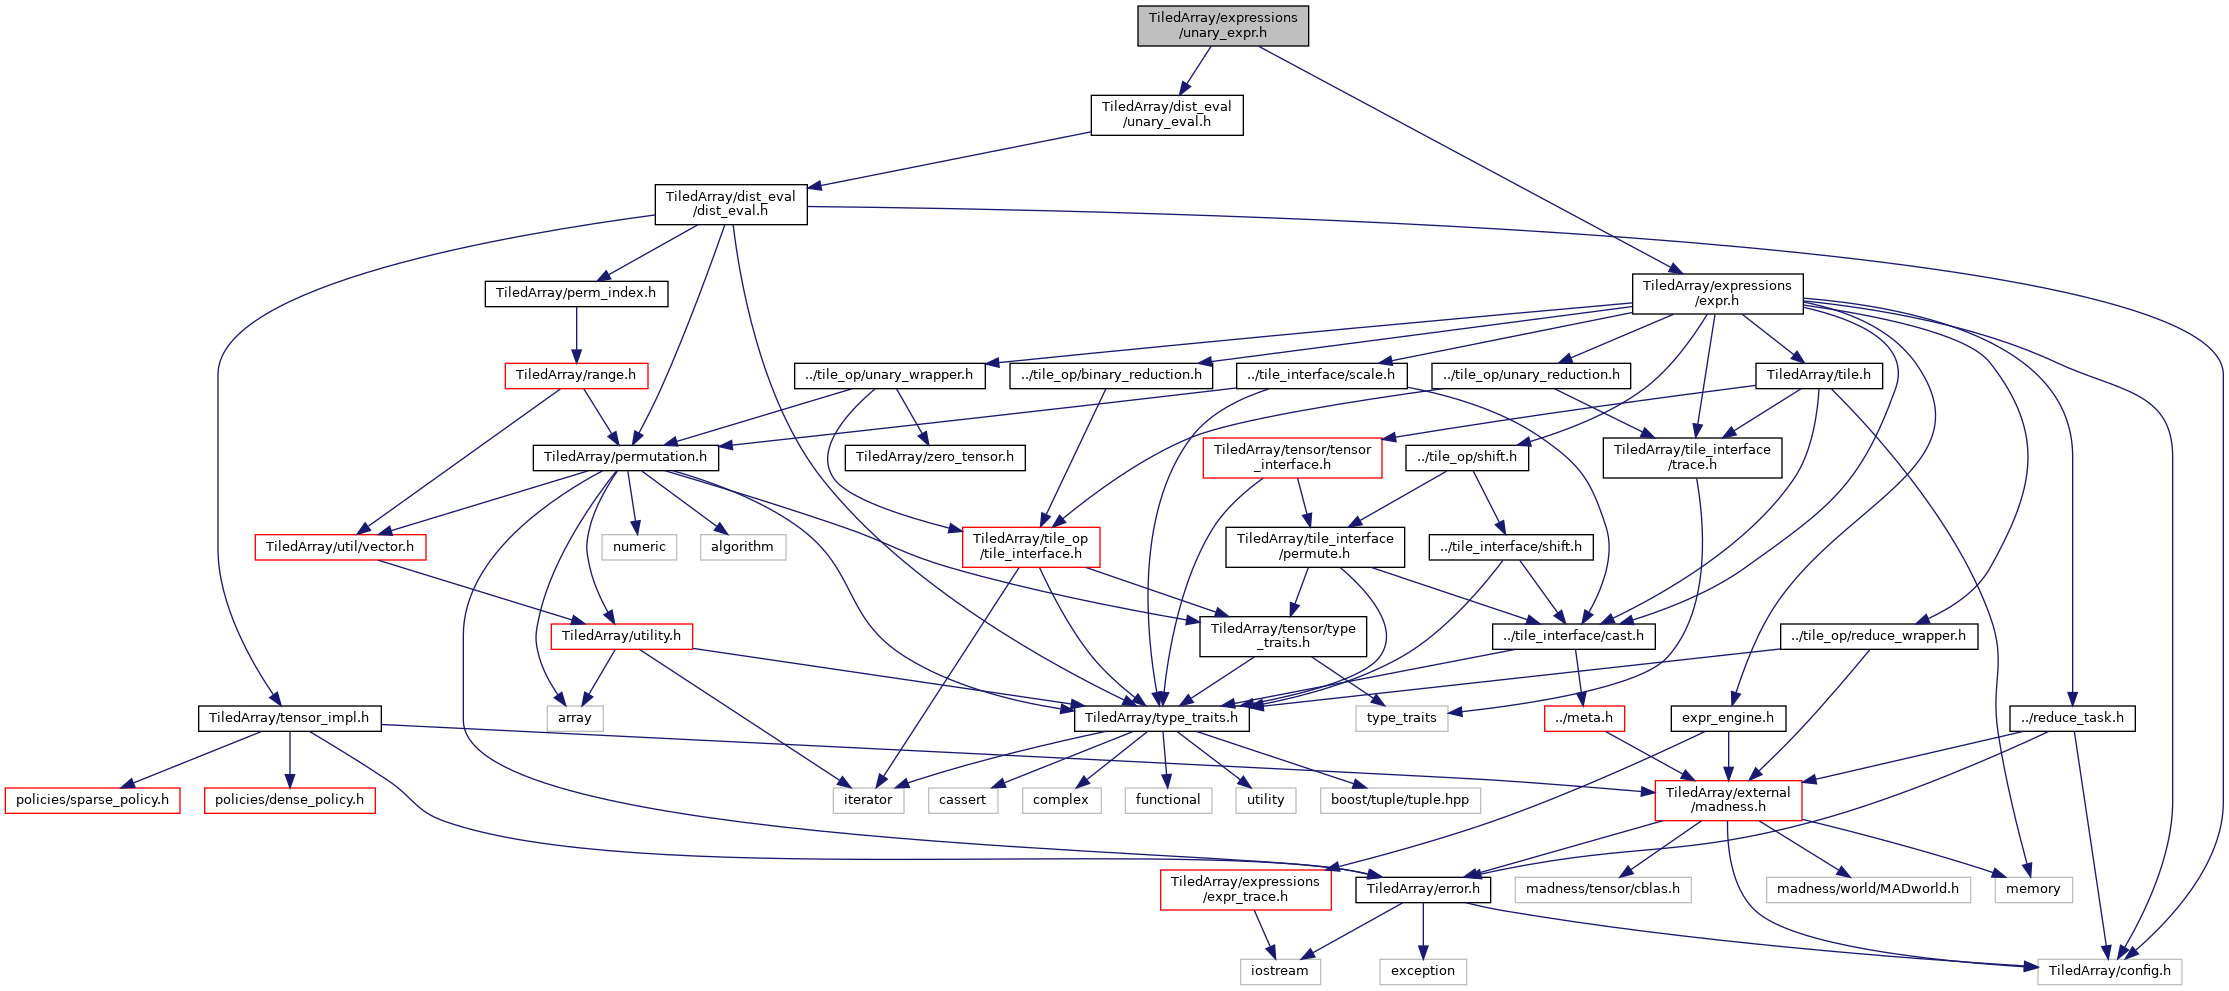 TiledArray/expressions
/unary_expr.h
TiledArray/dist_eval
/unary_eval.h
TiledArray/dist_eval
/dist_eval.h
TiledArray/perm_index.h
TiledArray/expressions
/expr.h
TiledArray/range.h
../tile_op/unary_wrapper.h
../tile_op/binary_reduction.h
../tile_interface/scale.h
../tile_op/unary_reduction.h
TiledArray/tile.h
TiledArray/permutation.h
TiledArray/zero_tensor.h
TiledArray/tensor/tensor
_interface.h
../tile_op/shift.h
TiledArray/tile_interface
/trace.h
TiledArray/util/vector.h
numeric
algorithm
TiledArray/tile_op
/tile_interface.h
TiledArray/tile_interface
/permute.h
../tile_interface/shift.h
TiledArray/utility.h
TiledArray/tensor/type
_traits.h
../tile_interface/cast.h
../tile_op/reduce_wrapper.h
TiledArray/tensor_impl.h
array
TiledArray/type_traits.h
type_traits
../meta.h
expr_engine.h
../reduce_task.h
policies/sparse_policy.h
policies/dense_policy.h
iterator
cassert
complex
functional
utility
boost/tuple/tuple.hpp
TiledArray/external
/madness.h
TiledArray/expressions
/expr_trace.h
TiledArray/error.h
madness/tensor/cblas.h
madness/world/MADworld.h
memory
iostream
exception
TiledArray/config.h